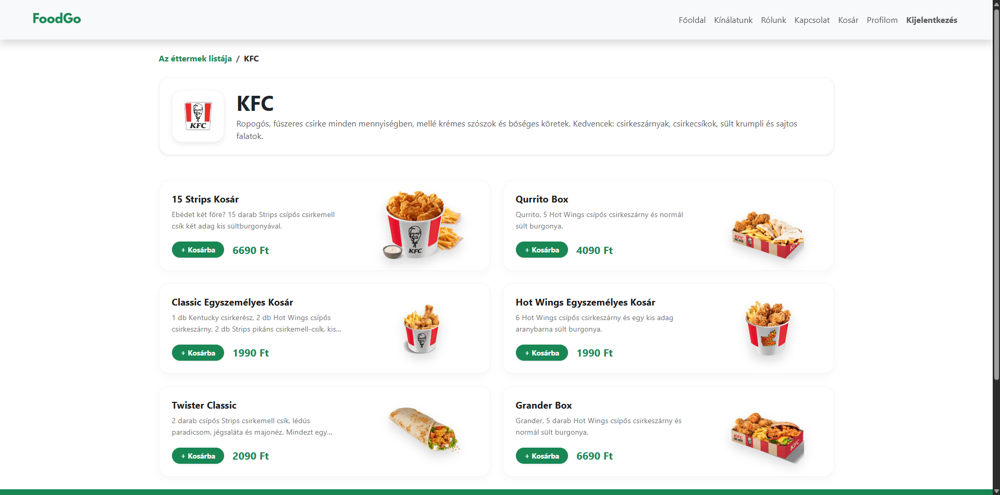 FoodGo
Főoldal Kínálatunk Rólunk Kapcsolat Kosár Profilom Kijelentkezés
Az éttermek listája / KFC
KFC
KFC
Ropogós, fűszeres csirke minden mennyiségben, mellé krémes szószok és bőséges köretek. Kedvencek: csirkeszárnyak, csirkecsíkok, sült krumpli és sajtos
falatok.
15 Strips Kosár
Ebédet két főre? 15 darab Strips csípős csirkemell
csík két adag kis sültburgonyával.
+ Kosárba 6690 Ft
KFC
Qurrito Box
Qurrito, 5 Hot Wings csípős csirkeszárny és normál
sült burgonya.
+ Kosárba 4090 Ft
KFC
BIG BOX
Classic Egyszemélyes Kosár
1 db Kentucky csirkerész, 2 db Hot Wings csípős
csirkeszárny, 2 db Strips pikáns csirkemell-csík, kis...
+ Kosárba 1990 Ft
Hot Wings Egyszemélyes Kosár
6 Hot Wings csípős csirkeszárny és egy kis adag
aranybarna sült burgonya.
+ Kosárba 1990 Ft
HOT
WINGS
Twister Classic
2 darab csípős Strips csirkemell csík, lédús
paradicsom, jégsaláta és majonéz. Mindezt egy...
+ Kosárba 2090 Ft
Grander Box
Grander, 5 darab Hot Wings csípős csirkeszárny és
normál sült burgonya.
+ Kosárba 6690 Ft
KFC
BIG BOX
KFC